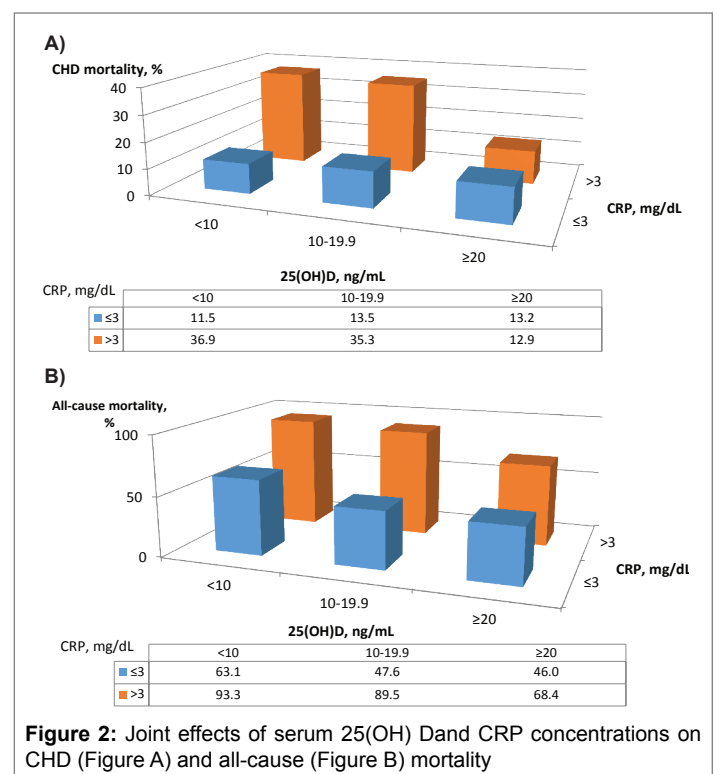 A)
CHD mortality, %
40
30
20
10
0
<10
10-19.9
≥20
>3
≤3
CRP, mg/dL
25(OH)D, ng/mL
CRP, mg/dL
<10 10-19.9 ≥20
≤3 11.5 13.5 13.2
>3 36.9 35.3 12.9
B)
All-cause mortality,
%
100
50
0
<10
10-19.9
≥20
>3
≤3
CRP, mg/dL
25(OH)D, ng/mL
CRP, mg/dL
<10 10-19.9 ≥20
≤3 63.1 47.6 46.0
>3 93.3 89.5 68.4
Figure 2: Joint effects of serum 25(OH) Dand CRP concentrations on
CHD (Figure A) and all-cause (Figure B) mortality